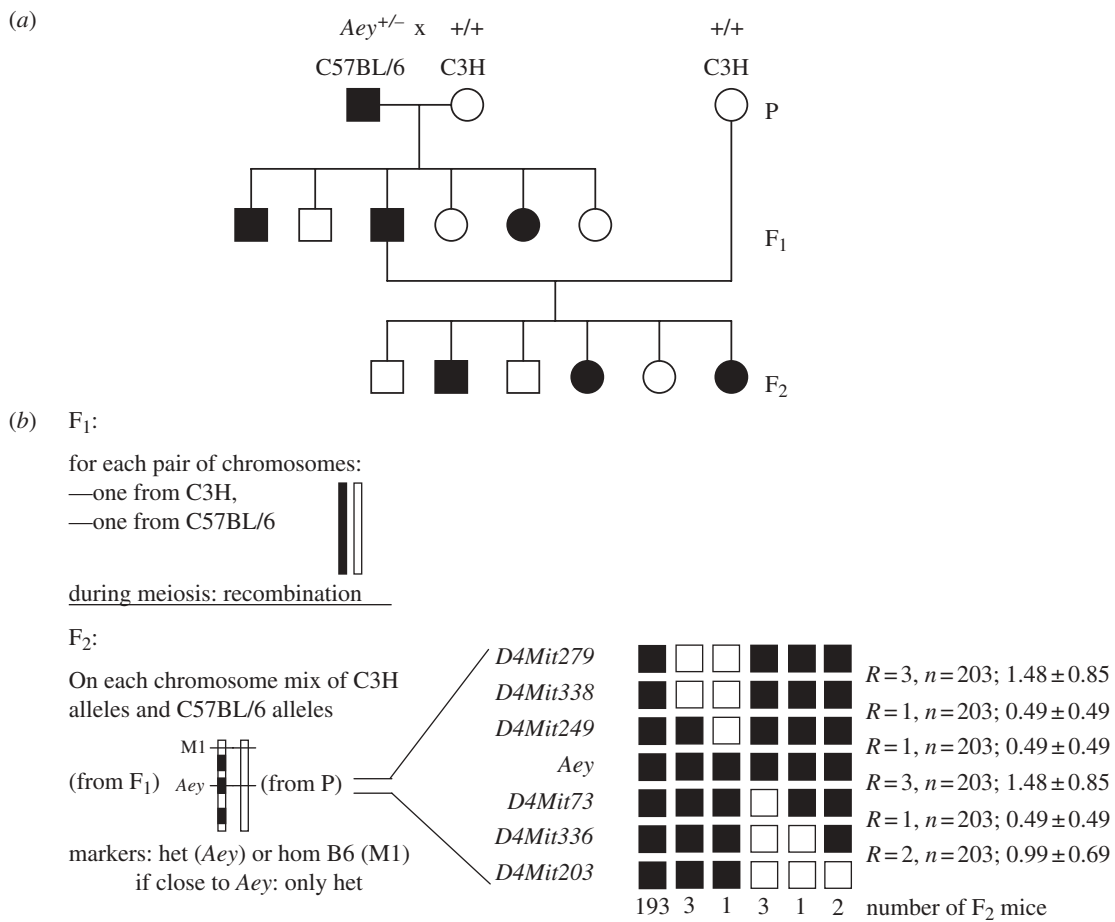 (a)
Aey+/- x +/+ +/+
C57BL/6 C3H C3H
P
F1
F2
(b) F1:
for each pair of chromosomes:
—one from C3H,
—one from C57BL/6
during meiosis: recombination
F2:
On each chromosome mix of C3H
alleles and C57BL/6 alleles
M1
(from F1) Aey (from P)
markers: het (Aey) or hom B6 (M1)
if close to Aey: only het
D4Mit279
R=3, n=203; 1.48±0.85
D4Mit338
R=1, n=203; 0.49±0.49
D4Mit249
R=1, n=203; 0.49±0.49
Aey
R=3, n=203; 1.48±0.85
D4Mit73
R=1, n=203; 0.49±0.49
D4Mit336
R=2, n=203; 0.99±0.69
D4Mit203
193 3 1 3 1 2 number of F2 mice